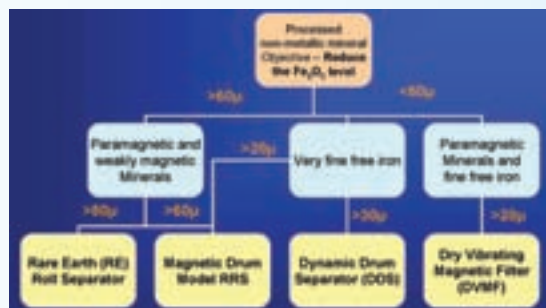 Processed
non-metallic mineral
Objective – Reduce
the Fe₂O₃ level
>60µ
<60µ
Paramagnetic and
weakly magnetic
Minerals
>20µ
Very fine free iron
Paramagnetic
Minerals and
fine free iron
>60µ
>30µ
>20µ
Rare Earth (RE)
Roll Separator
Magnetic Drum
Model RRS
Dynamic Drum
Separator (DDS)
Dry Vibrating
Magnetic Filter
(DVMF)